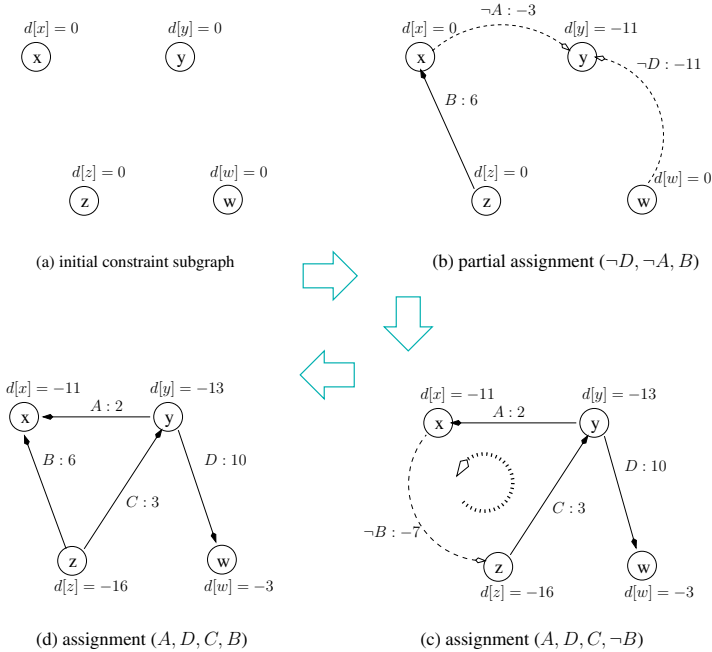 d[x] = 0
d[y] = 0
x
y
d[z] = 0
d[w] = 0
z
w
(a) initial constraint subgraph
d[x] = 0
¬A : −3
d[y] = −11
x
y
¬D : −11
B : 6
d[z] = 0
d[w] = 0
z
w
(b) partial assignment (¬D, ¬A, B)
d[x] = −11
d[y] = −13
x
A : 2
y
B : 6
D : 10
C : 3
z
w
d[z] = −16
d[w] = −3
(d) assignment (A, D, C, B)
d[x] = −11
d[y] = −13
x
A : 2
y
D : 10
C : 3
¬B : −7
z
w
d[z] = −16
d[w] = −3
(c) assignment (A, D, C, ¬B)